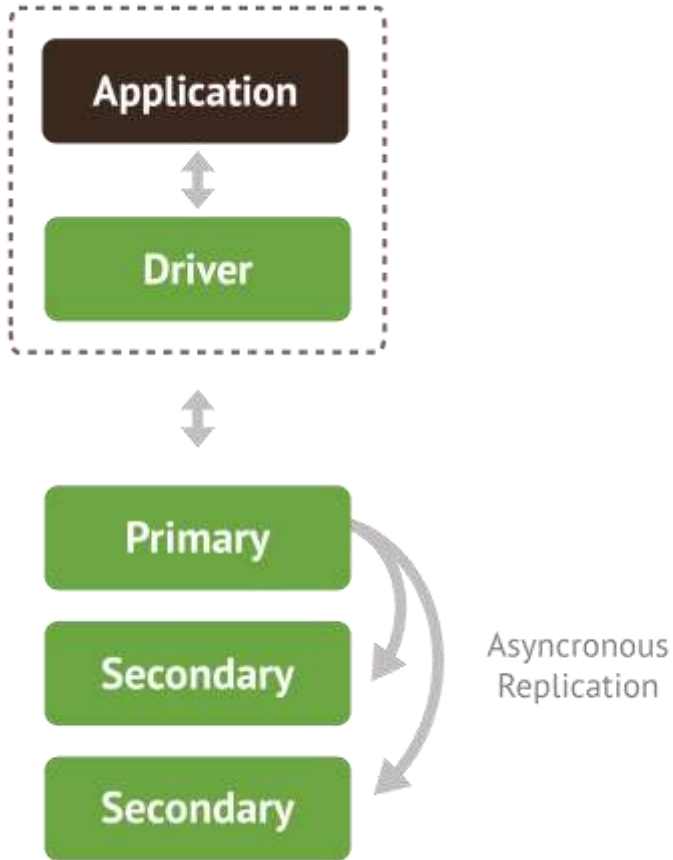 Application
Driver
Primary
Secondary
Asyncronous
Replication
Secondary